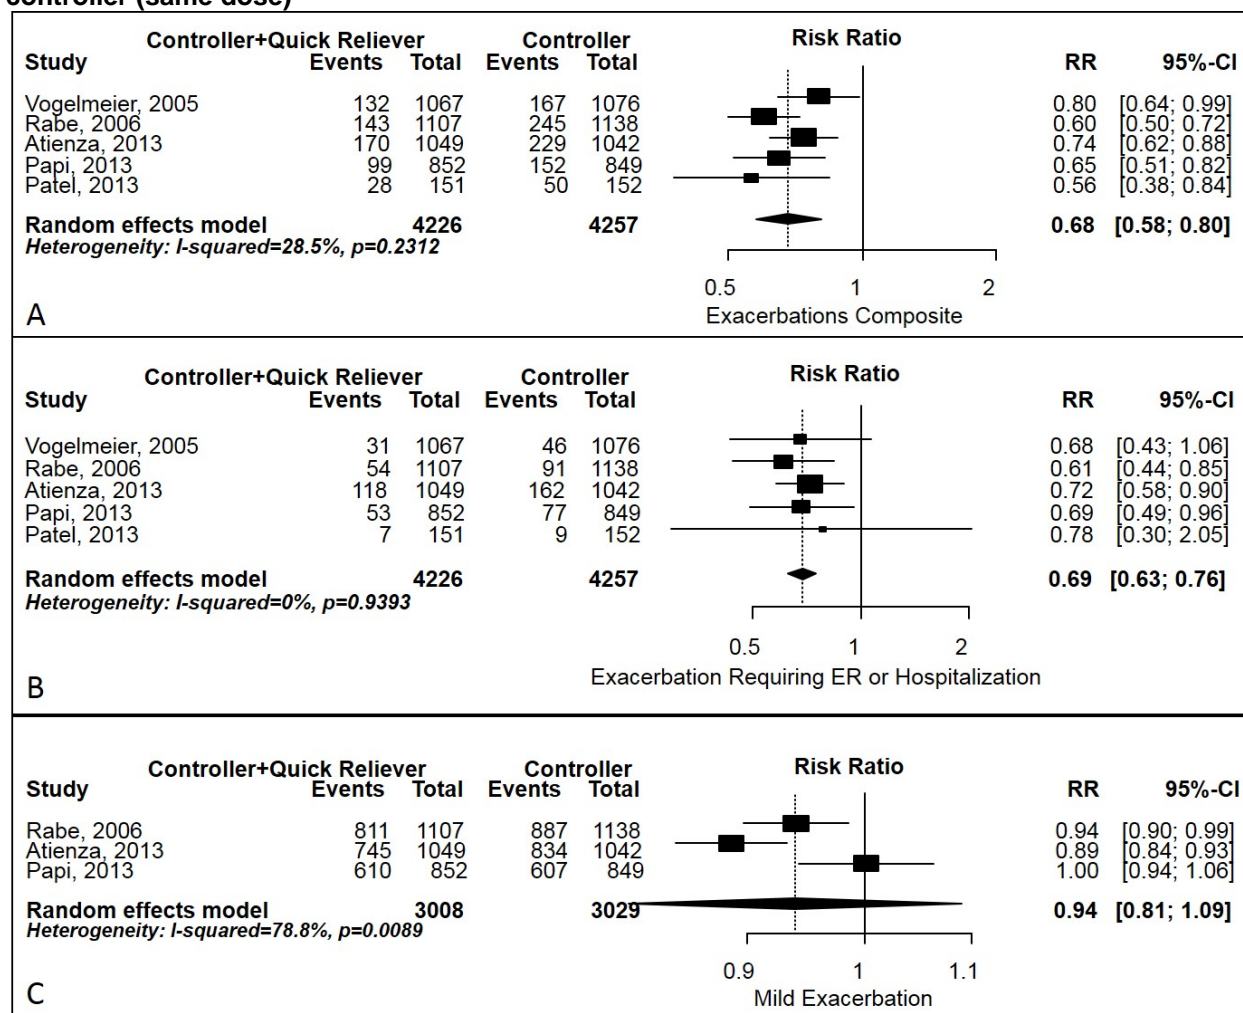 controller (same dose)
Controller+Quick Reliever Controller Risk Ratio
Study Events Total Events Total RR 95%-CI
Vogelmeier, 2005 132 1067 167 1076 0.80 [0.64; 0.99]
Rabe, 2006 143 1107 245 1138 0.60 [0.50; 0.72]
Atienza, 2013 170 1049 229 1042 0.74 [0.62; 0.88]
Papi, 2013 99 852 152 849 0.65 [0.51; 0.82]
Patel, 2013 28 151 50 152 0.56 [0.38; 0.84]
Random effects model 4226 4257 0.68 [0.58; 0.80]
Heterogeneity: I-squared=28.5%, p=0.2312
0.5 1 2
A Exacerbations Composite
Controller+Quick Reliever Controller Risk Ratio
Study Events Total Events Total RR 95%-CI
Vogelmeier, 2005 31 1067 46 1076 0.68 [0.43; 1.06]
Rabe, 2006 54 1107 91 1138 0.61 [0.44; 0.85]
Atienza, 2013 118 1049 162 1042 0.72 [0.58; 0.90]
Papi, 2013 53 852 77 849 0.69 [0.49; 0.96]
Patel, 2013 7 151 9 152 0.78 [0.30; 2.05]
Random effects model 4226 4257 0.69 [0.63; 0.76]
Heterogeneity: I-squared=0%, p=0.9393
0.5 1 2
B Exacerbation Requiring ER or Hospitalization
Controller+Quick Reliever Controller Risk Ratio
Study Events Total Events Total RR 95%-CI
Rabe, 2006 811 1107 887 1138 0.94 [0.90; 0.99]
Atienza, 2013 745 1049 834 1042 0.89 [0.84; 0.93]
Papi, 2013 610 852 607 849 1.00 [0.94; 1.06]
Random effects model 3008 3029 0.94 [0.81; 1.09]
Heterogeneity: I-squared=78.8%, p=0.0089
0.9 1 1.1
C Mild Exacerbation